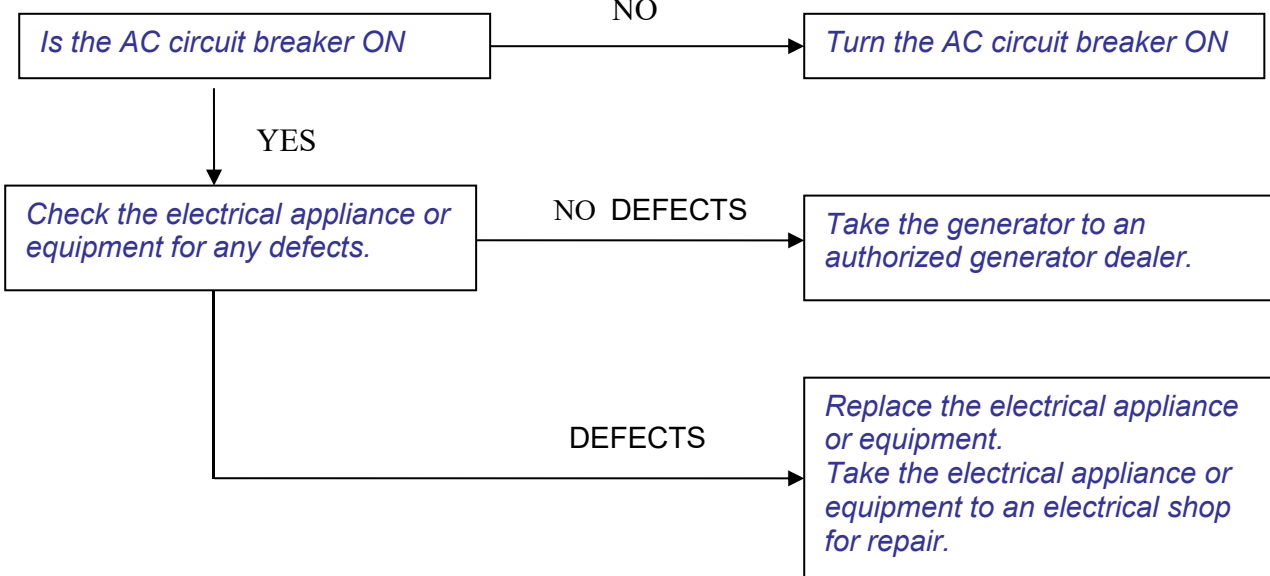 NO
Is the AC circuit breaker ON
Turn the AC circuit breaker ON
YES
Check the electrical appliance or
equipment for any defects.
NO DEFECTS
Take the generator to an
authorized generator dealer.
DEFECTS
Replace the electrical appliance
or equipment.
Take the electrical appliance or
equipment to an electrical shop
for repair.